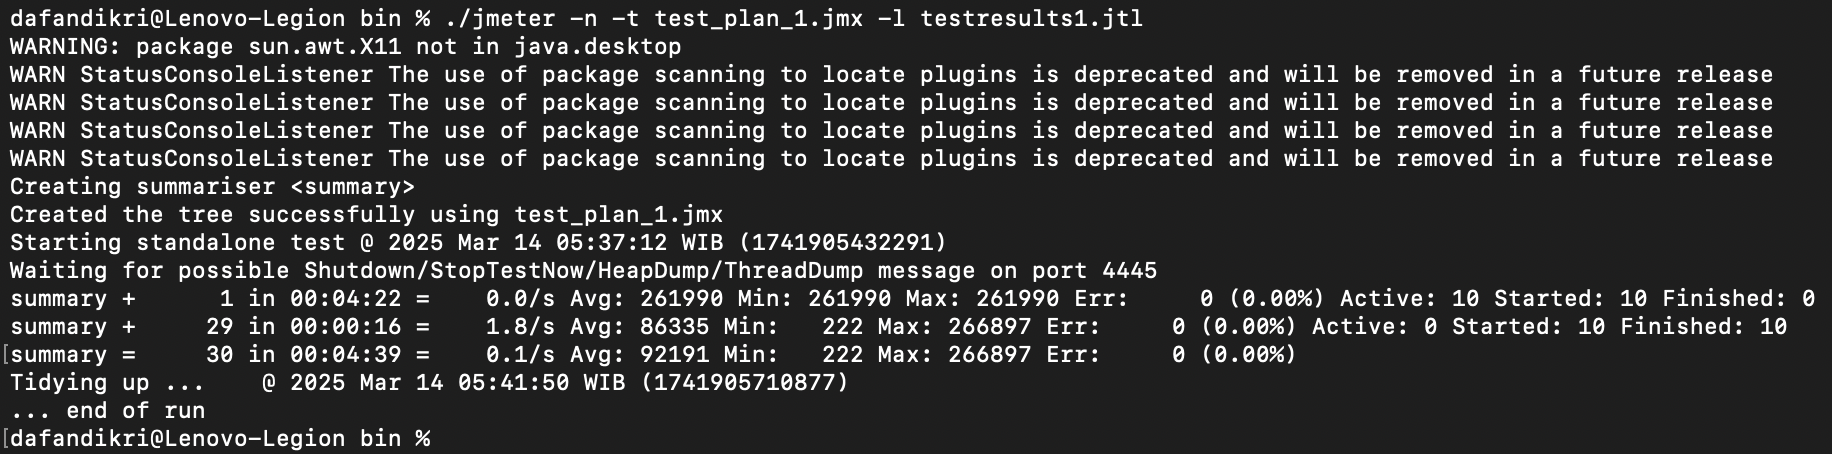 dafandikri@Lenovo-Legion bin % ./jmeter -n -t test_plan_1.jmx -l testresults1.jtl
WARNING: package sun.awt.X11 not in java.desktop
WARN StatusConsoleListener The use of package scanning to locate plugins is deprecated and will be removed in a future release
WARN StatusConsoleListener The use of package scanning to locate plugins is deprecated and will be removed in a future release
WARN StatusConsoleListener The use of package scanning to locate plugins is deprecated and will be removed in a future release
WARN StatusConsoleListener The use of package scanning to locate plugins is deprecated and will be removed in a future release
Creating summariser <summary>
Created the tree successfully using test_plan_1.jmx
Starting standalone test @ 2025 Mar 14 05:37:12 WIB (1741905432291)
Waiting for possible Shutdown/StopTestNow/HeapDump/ThreadDump message on port 4445
summary +      1 in 00:04:22 =    0.0/s Avg: 261990 Min: 261990 Max: 261990 Err:     0 (0.00%) Active: 10 Started: 10 Finished: 0
summary +     29 in 00:00:16 =    1.8/s Avg: 86335 Min:   222 Max: 266897 Err:     0 (0.00%) Active: 0 Started: 10 Finished: 10
[summary =     30 in 00:04:39 =    0.1/s Avg: 92191 Min:   222 Max: 266897 Err:     0 (0.00%)
Tidying up ...    @ 2025 Mar 14 05:41:50 WIB (1741905710877)
... end of run
[dafandikri@Lenovo-Legion bin %